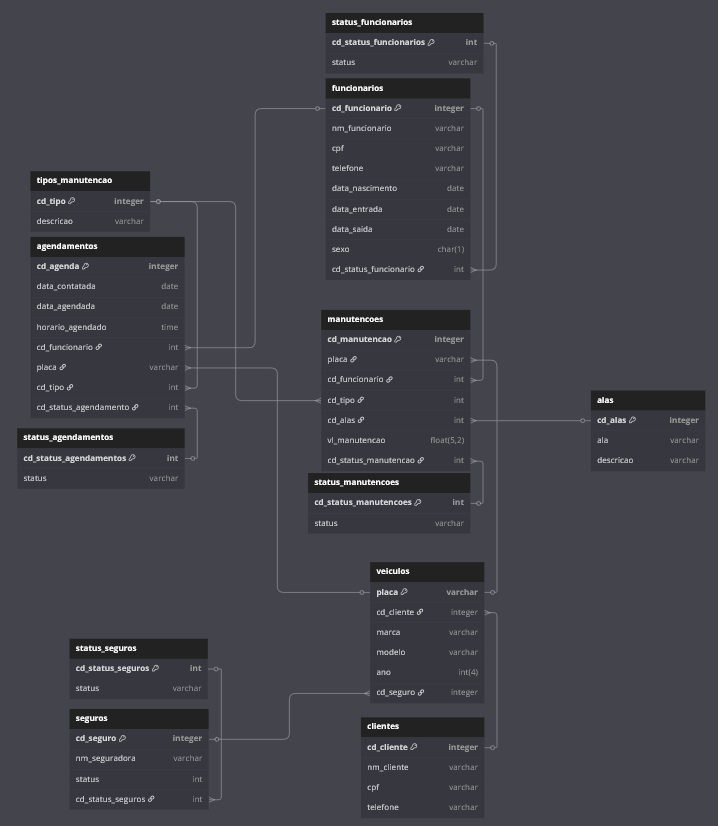 status_funcionarios
cd_status_funcionarios int
status varchar
funcionarios
cd_funcionario integer
nm_funcionario varchar
cpf varchar
telefone varchar
data_nascimento date
data_entrada date
data_saida date
sexo char(1)
cd_status_funcionario int
tipos_manutencao
cd_tipo integer
descricao varchar
agendamentos
cd_agenda integer
data_contatada date
data_agendada date
horario_agendado time
cd_funcionario int
placa varchar
cd_tipo int
cd_status_agendamento int
status_agendamentos
cd_status_agendamentos int
status varchar
manutencoes
cd_manutencao integer
placa varchar
cd_funcionario int
cd_tipo int
cd_alas int
vl_manutencao float(5,2)
cd_status_manutencao int
status_manutencoes
cd_status_manutencoes int
status varchar
alas
cd_alas integer
ala varchar
descricao varchar
veiculos
placa varchar
cd_cliente integer
marca varchar
modelo varchar
ano int(4)
cd_seguro integer
status_seguros
cd_status_seguros int
status varchar
seguros
cd_seguro integer
nm_seguradora varchar
status int
cd_status_seguros int
clientes
cd_cliente integer
nm_cliente varchar
cpf varchar
telefone varchar